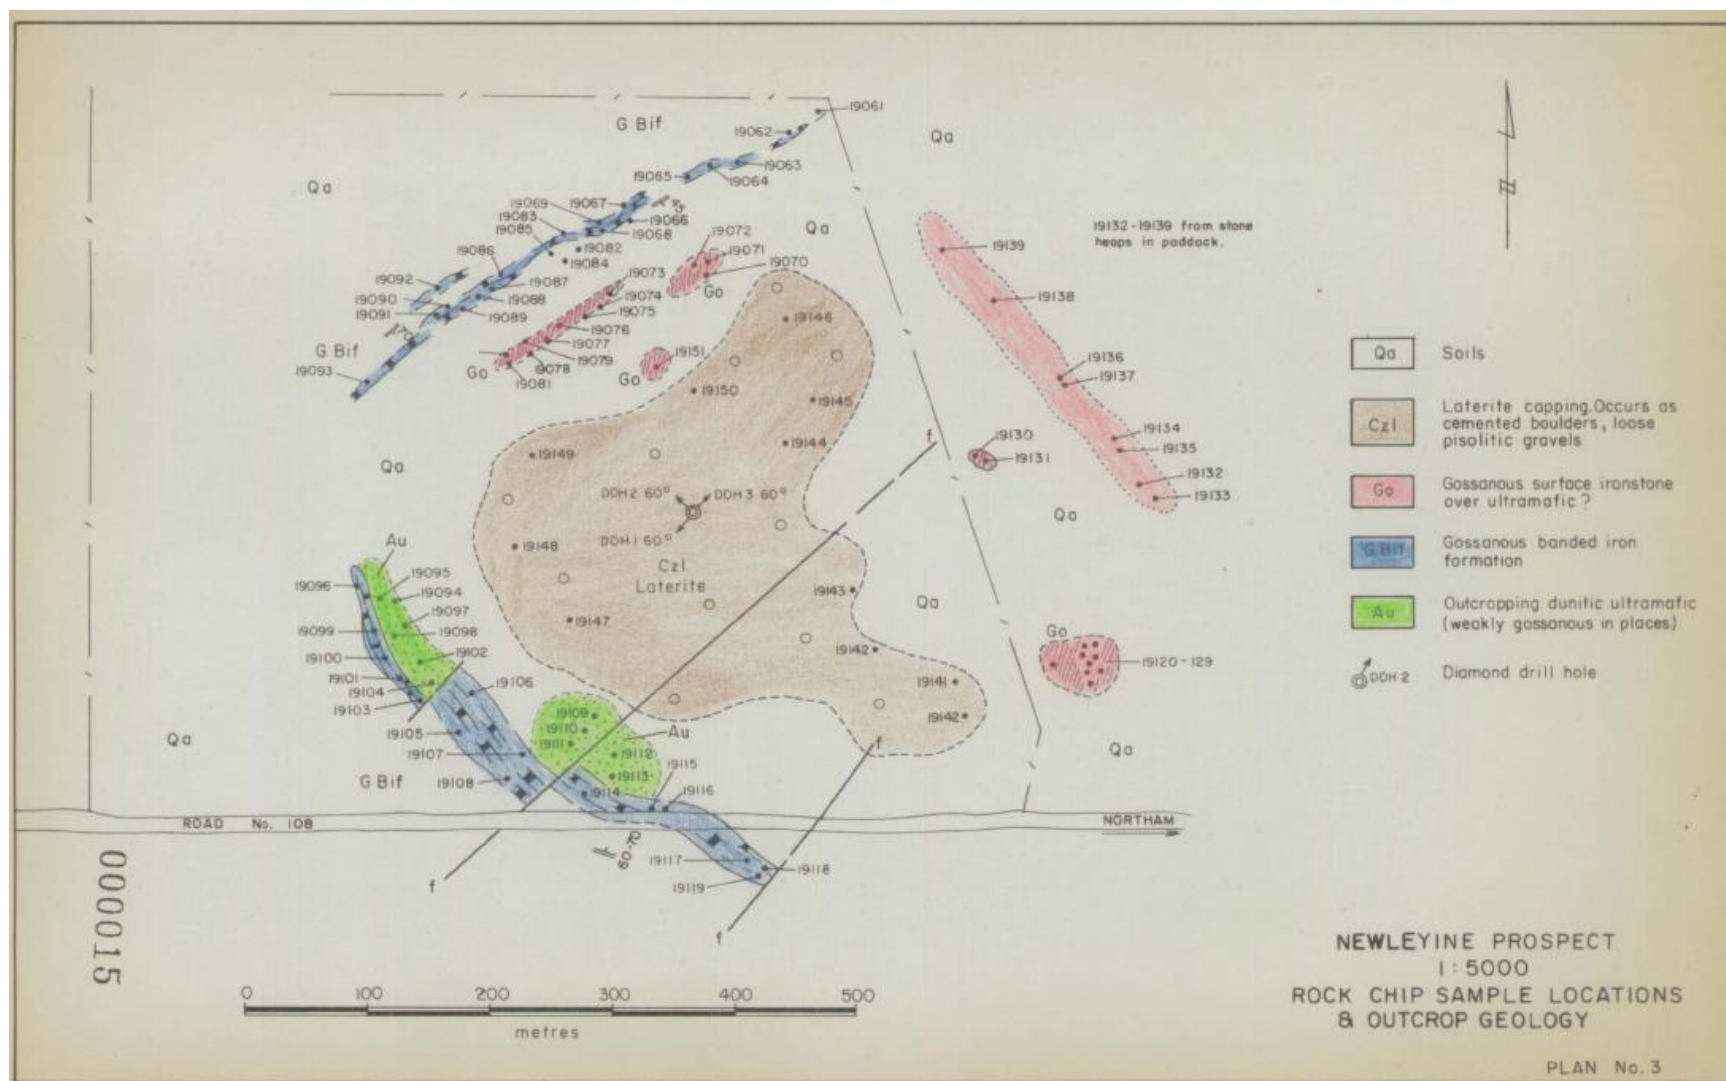 19061
G Bif
19062
Qa
19063
19065
19064
Qa
19067
45
19069
19083
19066
19085
19068
19072
Qa
19132-19139 from stone
heaps in paddock.
19082
19071
19139
19086
19084
19070
19073
19092
19087
Go
19074
19138
19090
19088
19075
19146
19091
19089
19076
70
19077
G Bif
19079
19151
Qa
Soils
19093
Go
19078
19136
19081
Go
19137
19150
19145
Laterite capping. Occurs as
cemented boulders, loose
pisolitic gravels
Czl
19134
f
19130
19144
19135
19149
19131
Qa
19132
DDH2 60°
DDH3 60°
19133
Go
Gossanous surface ironstone
over ultramafic?
Qa
DDH1 60°
Au
19148
G Bif
Gossanous banded iron
formation
Czl
Laterite
19095
19096
19143
19094
Qa
Au
Outcropping dunitic ultramafic
(weakly gossanous in places)
19097
19147
19099
19098
Go
19142
19102
19100
19120-129
DDH 2
Diamond drill hole
19101
19106
19141
19104
19103
19109
19142
19110
Au
19105
Qa
19111
f
Qa
19107
19112
19115
G Bif
19108
19113
19114
19116
ROAD No. 108
NORTHAM
60-70
19117
19118
f
19119
f
000015
NEWLEYINE PROSPECT
1:5000
ROCK CHIP SAMPLE LOCATIONS
& OUTCROP GEOLOGY
0 100 200 300 400 500
metres
PLAN No. 3